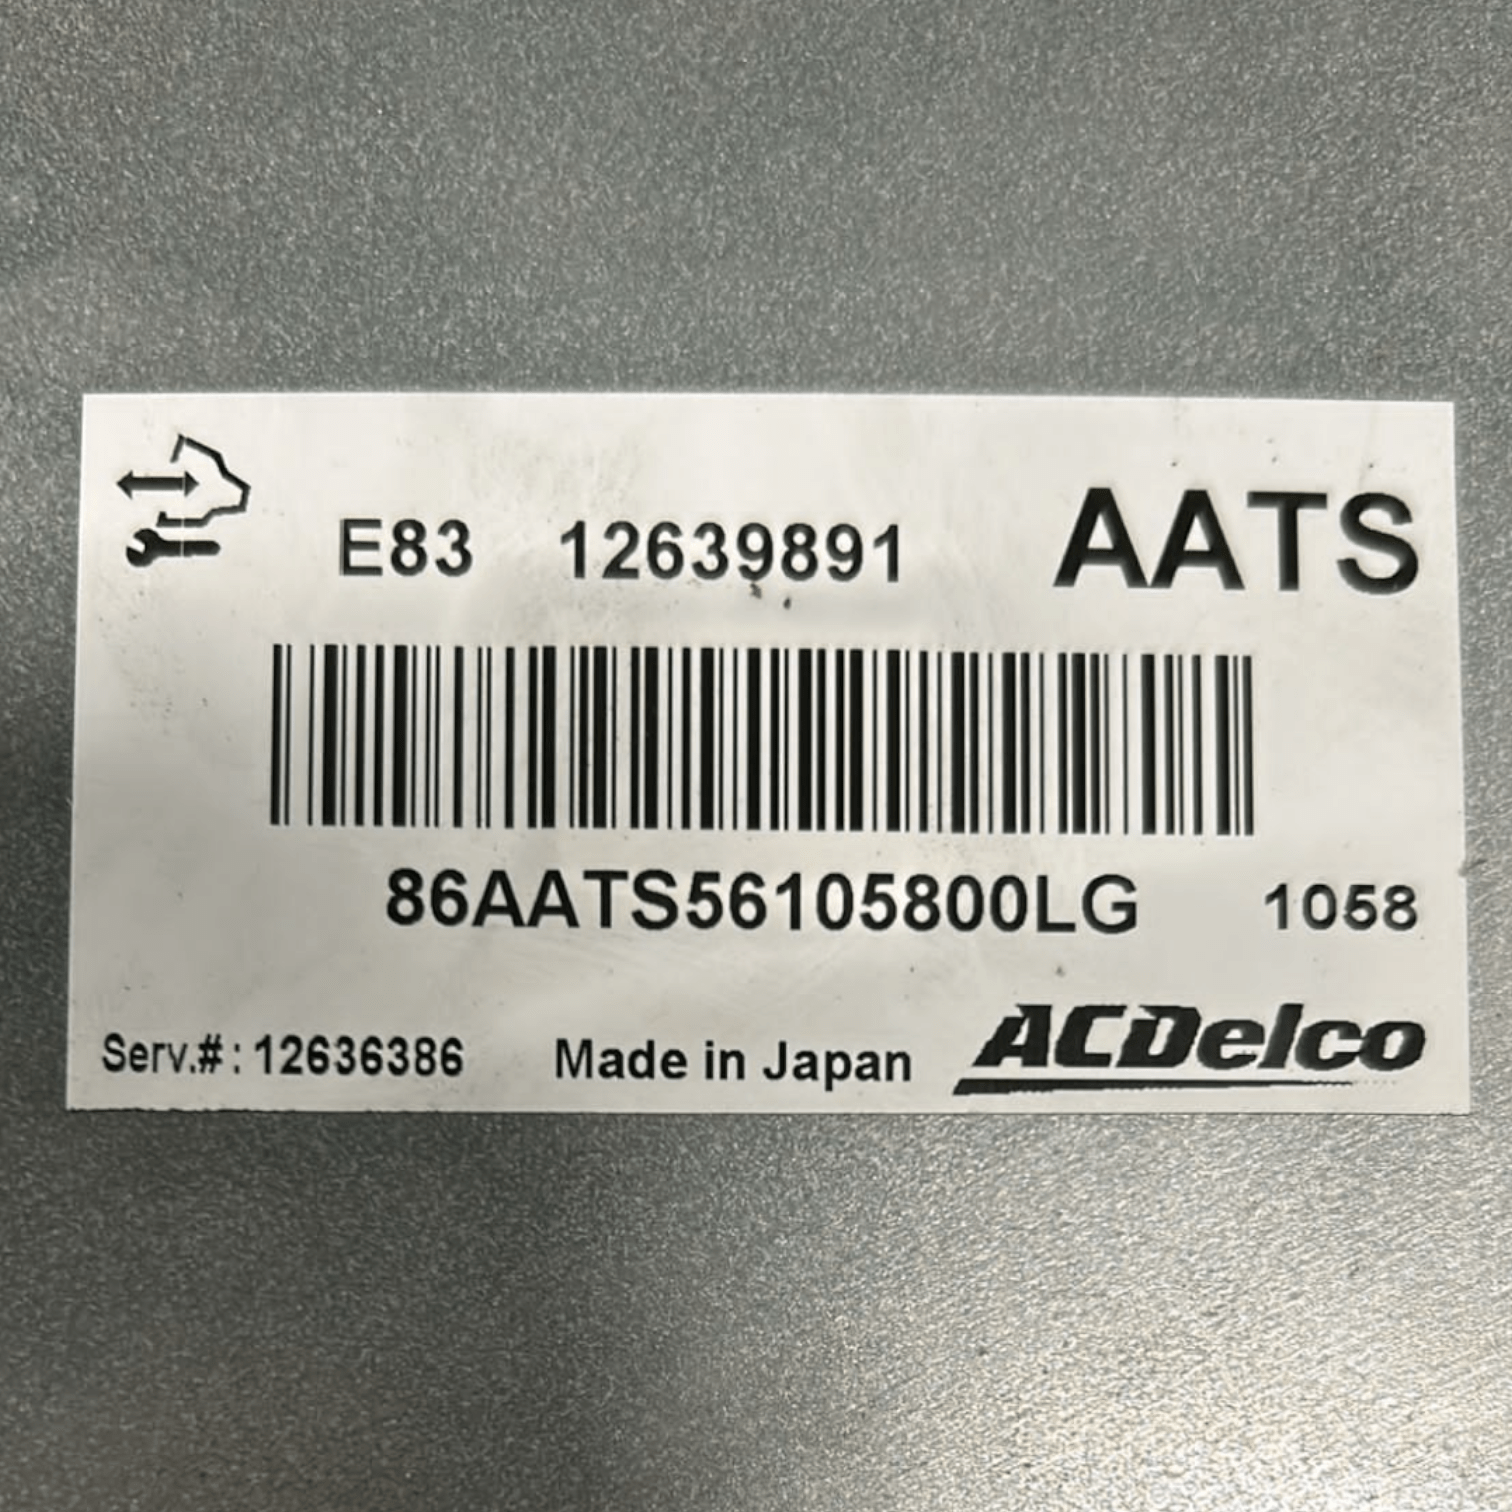 E83 12639891 AATS
86AATS56105800LG 1058
Serv.#: 12636386 Made in Japan ACDelco